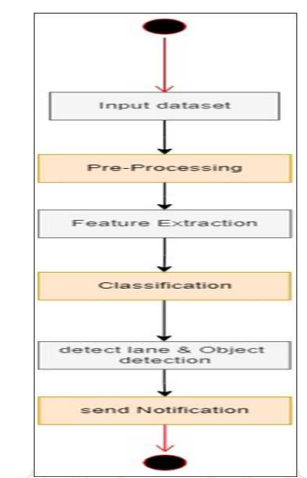 Input dataset
Pre-Processing
Feature Extraction
Classification
detect lane & Object
detection
send Notification